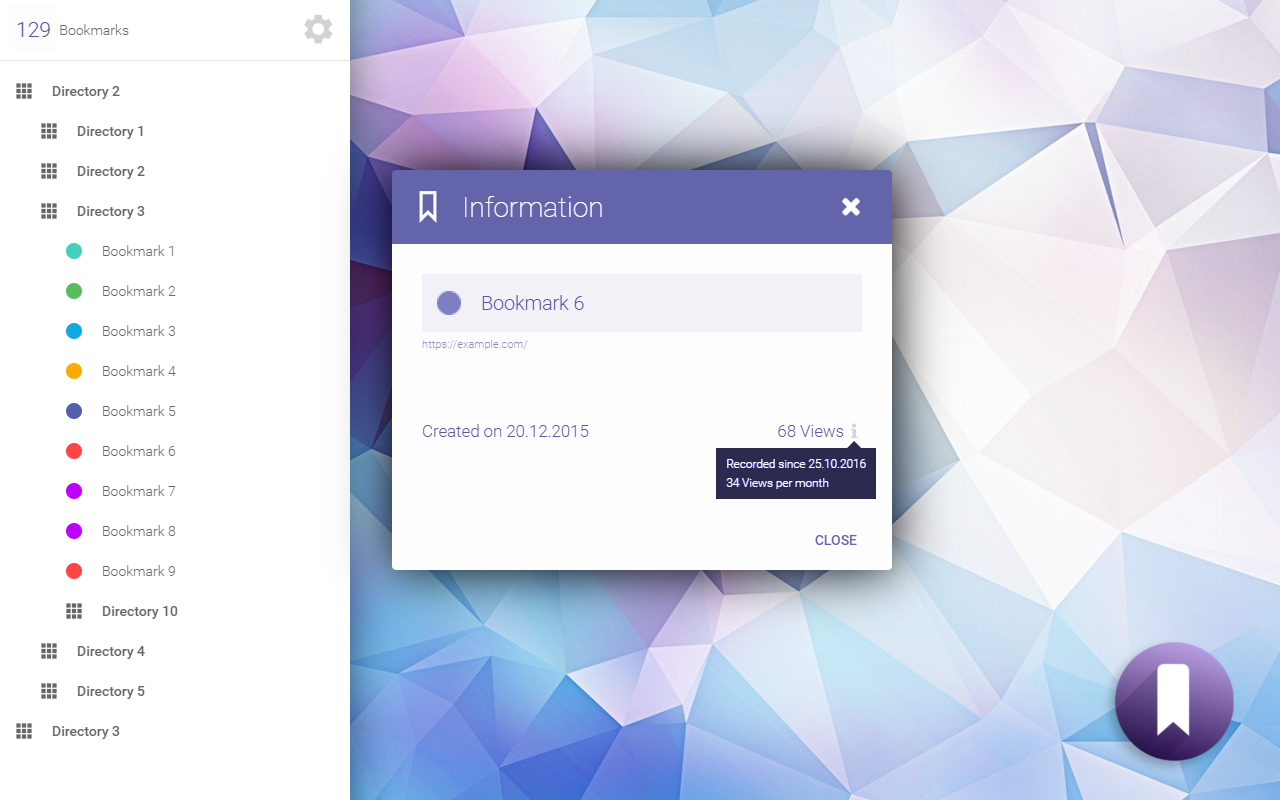 129 Bookmarks
Directory 2
Directory 1
Directory 2
Directory 3
Bookmark 1
Bookmark 2
Bookmark 3
Bookmark 4
Bookmark 5
Bookmark 6
Bookmark 7
Bookmark 8
Bookmark 9
Directory 10
Directory 4
Directory 5
Directory 3
Information
Bookmark 6
https://example.com/
Created on 20.12.2015
68 Views
Recorded since 25.10.2016
34 Views per month
CLOSE